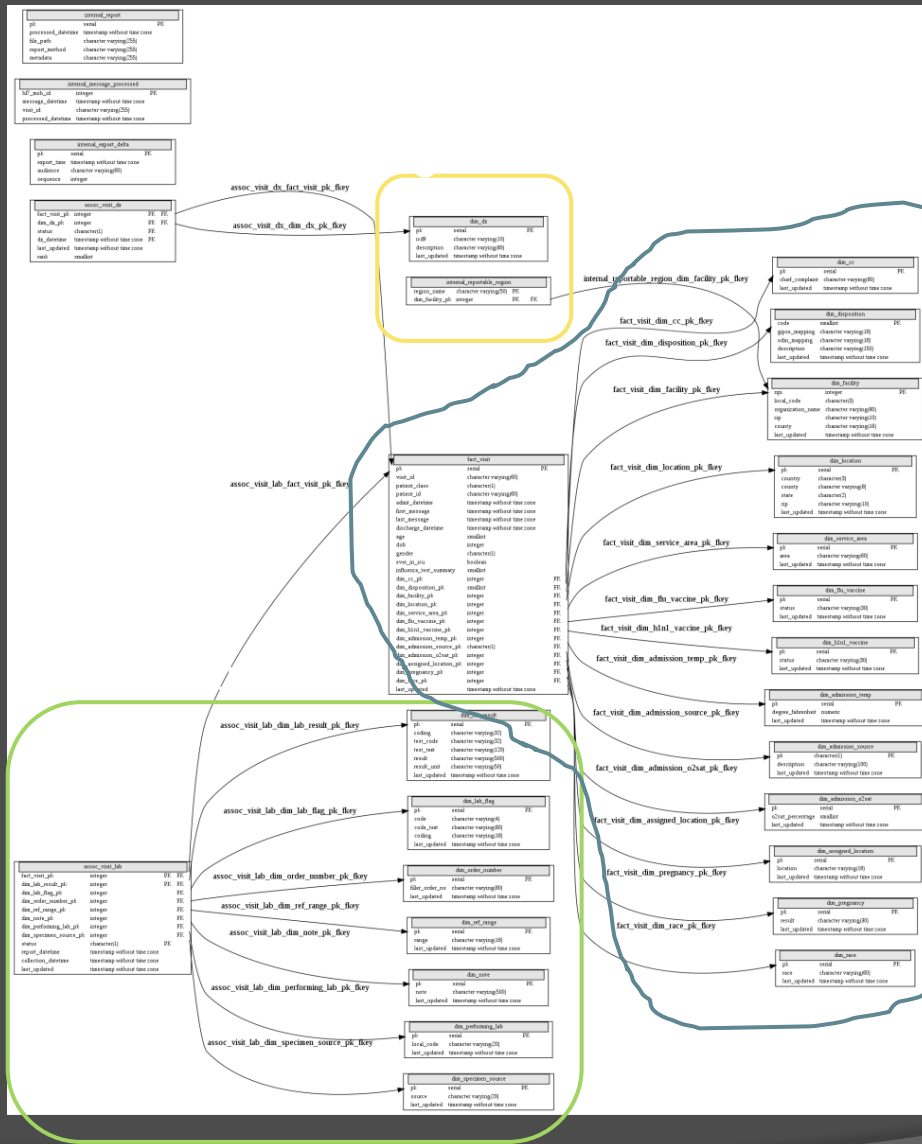 internal_report
pk serial PK
processed_datetime timestamp without time zone
file_path character varying(255)
report_method character varying(255)
metadata character varying(255)
internal_message_processed
hl7_msh_id integer PK
message_datetime timestamp without time zone
visit_id character varying(255)
processed_datetime timestamp without time zone
internal_export_delta
pk serial PK
export_time timestamp without time zone
audience character varying(60)
sequence integer
assoc_visit_dx
fact_visit_pk integer PK FK
dim_dx_pk integer PK FK
status character(1) PK
dx_datetime timestamp without time zone PK
last_updated timestamp without time zone
rank smallint
assoc_visit_dx_fact_visit_pk_fkey
assoc_visit_dx_dim_dx_pk_fkey
dim_dx
pk serial PK
icd9 character varying(10)
description character varying(80)
last_updated timestamp without time zone
internal_reportable_region
region_name character varying(50) PK
dim_facility_pk integer PK FK
internal_reportable_region_dim_facility_pk_fkey
fact_visit_dim_cc_pk_fkey
fact_visit_dim_disposition_pk_fkey
fact_visit_dim_facility_pk_fkey
fact_visit_dim_location_pk_fkey
fact_visit_dim_service_area_pk_fkey
fact_visit_dim_flu_vaccine_pk_fkey
fact_visit_dim_h1n1_vaccine_pk_fkey
fact_visit_dim_admission_temp_pk_fkey
fact_visit_dim_admission_source_pk_fkey
fact_visit_dim_admission_o2sat_pk_fkey
fact_visit_dim_assigned_location_pk_fkey
fact_visit_dim_pregnancy_pk_fkey
fact_visit_dim_race_pk_fkey
dim_cc
pk serial PK
chief_complaint character varying(60)
last_updated timestamp without time zone
dim_disposition
code smallint PK
gipse_mapping character varying(16)
odin_mapping character varying(16)
description character varying(150)
last_updated timestamp without time zone
dim_facility
npi integer PK
local_code character(3)
organization_name character varying(80)
zip character varying(10)
county character varying(16)
last_updated timestamp without time zone
dim_location
pk serial PK
country character(3)
county character varying(8)
state character(2)
zip character varying(10)
last_updated timestamp without time zone
dim_service_area
pk serial PK
area character varying(60)
last_updated timestamp without time zone
dim_flu_vaccine
pk serial PK
status character varying(30)
last_updated timestamp without time zone
dim_h1n1_vaccine
pk serial PK
status character varying(30)
last_updated timestamp without time zone
dim_admission_temp
pk serial PK
degree_fahrenheit numeric
last_updated timestamp without time zone
dim_admission_source
pk character(1) PK
description character varying(100)
last_updated timestamp without time zone
dim_admission_o2sat
pk serial PK
o2sat_percentage smallint
last_updated timestamp without time zone
dim_assigned_location
pk serial PK
location character varying(16)
last_updated timestamp without time zone
dim_pregnancy
pk serial PK
result character varying(30)
last_updated timestamp without time zone
dim_race
pk serial PK
race character varying(60)
last_updated timestamp without time zone
fact_visit
pk serial PK
visit_id character varying(60)
patient_class character(1)
patient_id character varying(60)
admit_datetime timestamp without time zone
first_message timestamp without time zone
last_message timestamp without time zone
discharge_datetime timestamp without time zone
age smallint
dob integer
gender character(1)
ever_in_icu boolean
influenza_test_summary smallint
dim_cc_pk integer FK
dim_disposition_pk smallint FK
dim_facility_pk integer FK
dim_location_pk integer FK
dim_service_area_pk integer FK
dim_flu_vaccine_pk integer FK
dim_h1n1_vaccine_pk integer FK
dim_admission_temp_pk integer FK
dim_admission_source_pk character(1) FK
dim_admission_o2sat_pk integer FK
dim_assigned_location_pk integer FK
dim_pregnancy_pk integer FK
dim_race_pk integer FK
last_updated timestamp without time zone
assoc_visit_lab_fact_visit_pk_fkey
assoc_visit_lab_dim_lab_result_pk_fkey
assoc_visit_lab_dim_lab_flag_pk_fkey
assoc_visit_lab_dim_order_number_pk_fkey
assoc_visit_lab_dim_ref_range_pk_fkey
assoc_visit_lab_dim_note_pk_fkey
assoc_visit_lab_dim_performing_lab_pk_fkey
assoc_visit_lab_dim_specimen_source_pk_fkey
assoc_visit_lab
fact_visit_pk integer PK FK
dim_lab_result_pk integer PK FK
dim_lab_flag_pk integer FK
dim_order_number_pk integer FK
dim_ref_range_pk integer FK
dim_note_pk integer FK
dim_performing_lab_pk integer FK
dim_specimen_source_pk integer FK
status character(1) PK
report_datetime timestamp without time zone
collection_datetime timestamp without time zone
last_updated timestamp without time zone
pk serial PK
coding character varying(32)
test_code character varying(32)
test_text character varying(120)
result character varying(500)
result_unit character varying(50)
last_updated timestamp without time zone
dim_lab_flag
pk serial PK
code character varying(4)
code_text character varying(80)
coding character varying(16)
last_updated timestamp without time zone
dim_order_number
pk serial PK
filler_order_no character varying(80)
last_updated timestamp without time zone
dim_ref_range
pk serial PK
range character varying(16)
last_updated timestamp without time zone
dim_note
pk serial PK
note character varying(500)
last_updated timestamp without time zone
dim_performing_lab
pk serial PK
local_code character varying(20)
last_updated timestamp without time zone
dim_specimen_source
pk serial PK
source character varying(20)
last_updated timestamp without time zone